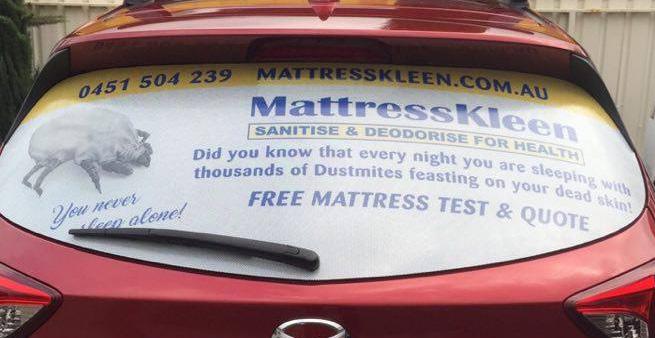 0451 504 239 MATTRESSKLEEN.COM.AU
MattressKleen
SANITISE & DEODORISE FOR HEALTH
Did you know that every night you are sleeping with
thousands of Dustmites feasting on your dead skin!
FREE MATTRESS TEST & QUOTE
You never
sleep alone!